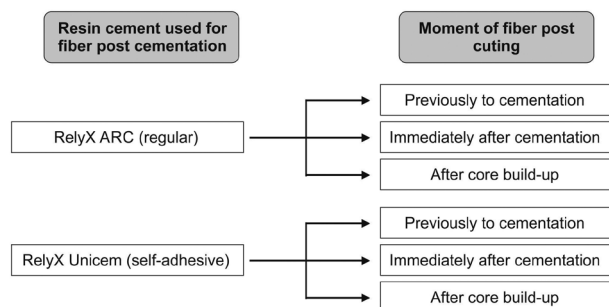 Resin cement used for
fiber post cementation
Moment of fiber post
cuting
RelyX ARC (regular)
Previously to cementation
Immediately after cementation
After core build-up
RelyX Unicem (self-adhesive)
Previously to cementation
Immediately after cementation
After core build-up